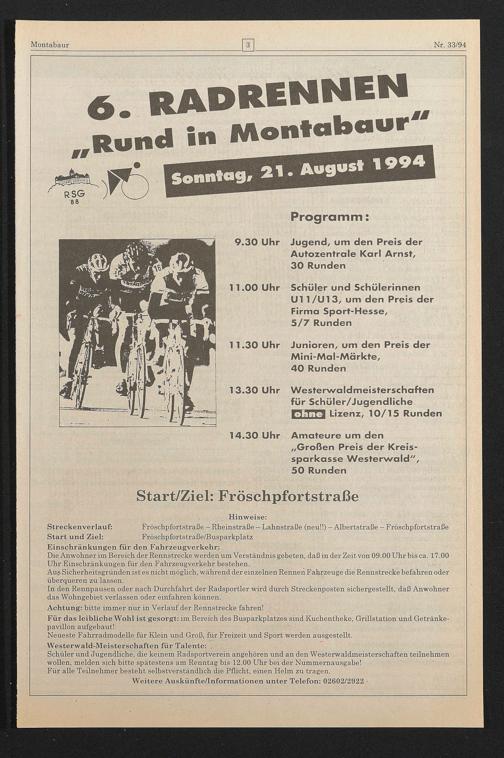 Montabaur 3 Nr. 33/94
6. RADRENNEN
„Rund in Montabaur“
Sonntag, 21. August 1994
RSG
88
Programm:
9.30 Uhr Jugend, um den Preis der
Autozentrale Karl Arnst,
30 Runden
11.00 Uhr Schüler und Schülerinnen
U11/U13, um den Preis der
Firma Sport-Hesse,
5/7 Runden
11.30 Uhr Junioren, um den Preis der
Mini-Mal-Märkte,
40 Runden
13.30 Uhr Westerwaldmeisterschaften
für Schüler/Jugendliche
ohne Lizenz, 10/15 Runden
14.30 Uhr Amateure um den
„Großen Preis der Kreis-
sparkasse Westerwald“,
50 Runden
Start/Ziel: Fröschpfortstraße
Hinweise:
Streckenverlauf: Fröschpfortstraße – Rheinstraße – Lahnstraße (neu!!) – Albertstraße – Fröschpfortstraße
Start und Ziel: Fröschpfortstraße/Busparkplatz
Einschränkungen für den Fahrzeugverkehr:
Die Anwohner im Bereich der Rennstrecke werden um Verständnis gebeten, daß in der Zeit von 09.00 Uhr bis ca. 17.00
Uhr Einschränkungen für den Fahrzeugverkehr bestehen.
Aus Sicherheitsgründen ist es nicht möglich, während der einzelnen Rennen Fahrzeuge die Rennstrecke befahren oder
überqueren zu lassen.
In den Rennpausen oder nach Durchfahrt der Radsportler wird durch Streckenposten sichergestellt, daß Anwohner
das Wohngebiet verlassen oder einfahren können.
Achtung: bitte immer nur in Verlauf der Rennstrecke fahren!
Für das leibliche Wohl ist gesorgt: im Bereich des Busparkplatzes sind Kuchentheke, Grillstation und Getränke-
pavillon aufgebaut!
Neueste Fahrradmodelle für Klein und Groß, für Freizeit und Sport werden ausgestellt.
Westerwald-Meisterschaften für Talente:
Schüler und Jugendliche, die keinem Radsportverein angehören und an den Westerwaldmeisterschaften teilnehmen
wollen, melden sich bitte spätestens am Renntag bis 12.00 Uhr bei der Nummernausgabe!
Für alle Teilnehmer besteht selbstverständlich die Pflicht, einen Helm zu tragen.
Weitere Auskünfte/Informationen unter Telefon: 02602/2922